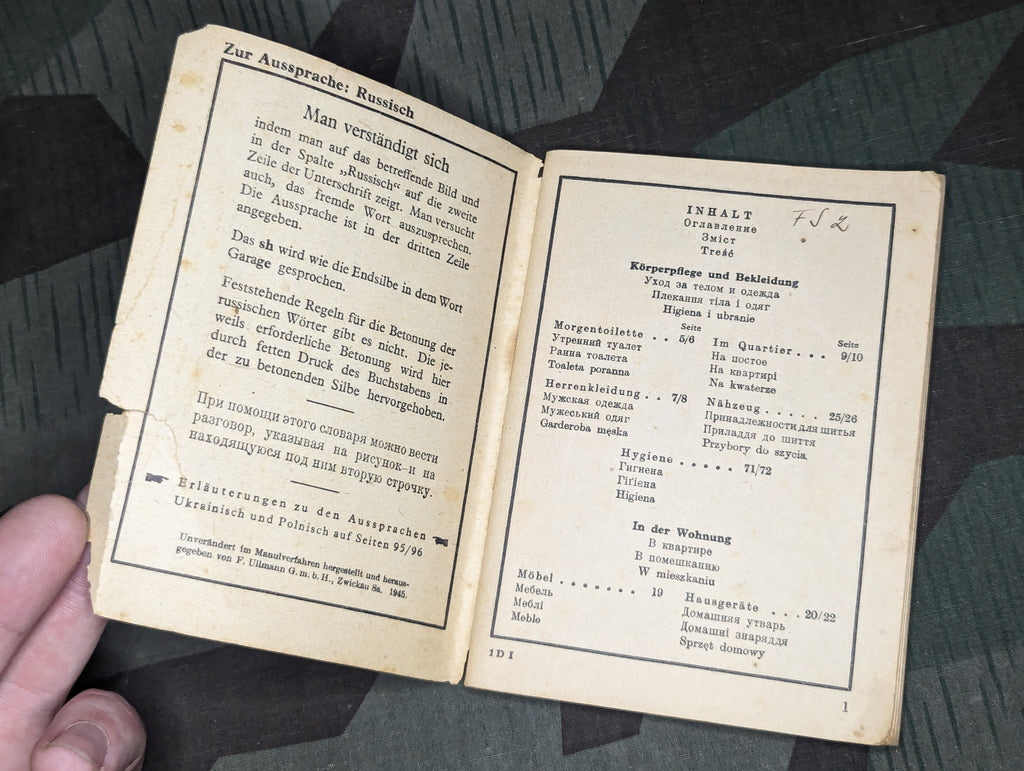 Zur Aussprache: Russisch
Man verständigt sich
indem man auf das betreffende Bild und
in der Spalte „Russisch“ auf die zweite
Zeile der Unterschrift zeigt. Man versucht
auch, das fremde Wort auszusprechen.
Die Aussprache ist in der dritten Zeile
angegeben.
Das sh wird wie die Endsilbe in dem Wort
Garage gesprochen.
Feststehende Regeln für die Betonung der
russischen Wörter gibt es nicht. Die je-
weils erforderliche Betonung wird hier
durch fetten Druck des Buchstabens in
der zu betonenden Silbe hervorgehoben.
При помощи этого словаря можно вести
разговор, указывая на рисунок и на
находящуюся под ним вторую строчку.
Erläuterungen zu den Aussprachen
Ukrainisch und Polnisch auf Seiten 95/96
Unverändert im Manulverfahren hergestellt und heraus-
gegeben von F. Ullmann G. m. b. H., Zwickau Sa. 1945.
INHALT
FS 2
Оглавление
Зміст
Treść
Körperpflege und Bekleidung
Уход за телом и одежда
Плекання тіла і одяг
Higiena i ubranie
Seite
Morgentoilette . . 5/6
Утренний туалет
Ранна тоалета
Toaleta poranna
Herrenkleidung . . 7/8
Мужская одежда
Мужеський одяг
Garderoba męska
Seite
Im Quartier . . . . 9/10
На постое
На квартирі
Na kwaterze
Nähzeug . . . . . . 25/26
Принадлежности для шитья
Приладдя до шиття
Przybory do szycia
Hygiene . . . . . 71/72
Гигиена
Гігієна
Higiena
In der Wohnung
В квартире
В помешканню
W mieszkaniu
Möbel . . . . . . . 19
Мебель
Меблі
Meble
Hausgeräte . . . 20/22
Домашняя утварь
Домашні знаряддя
Sprzęt domowy
1 D I
1